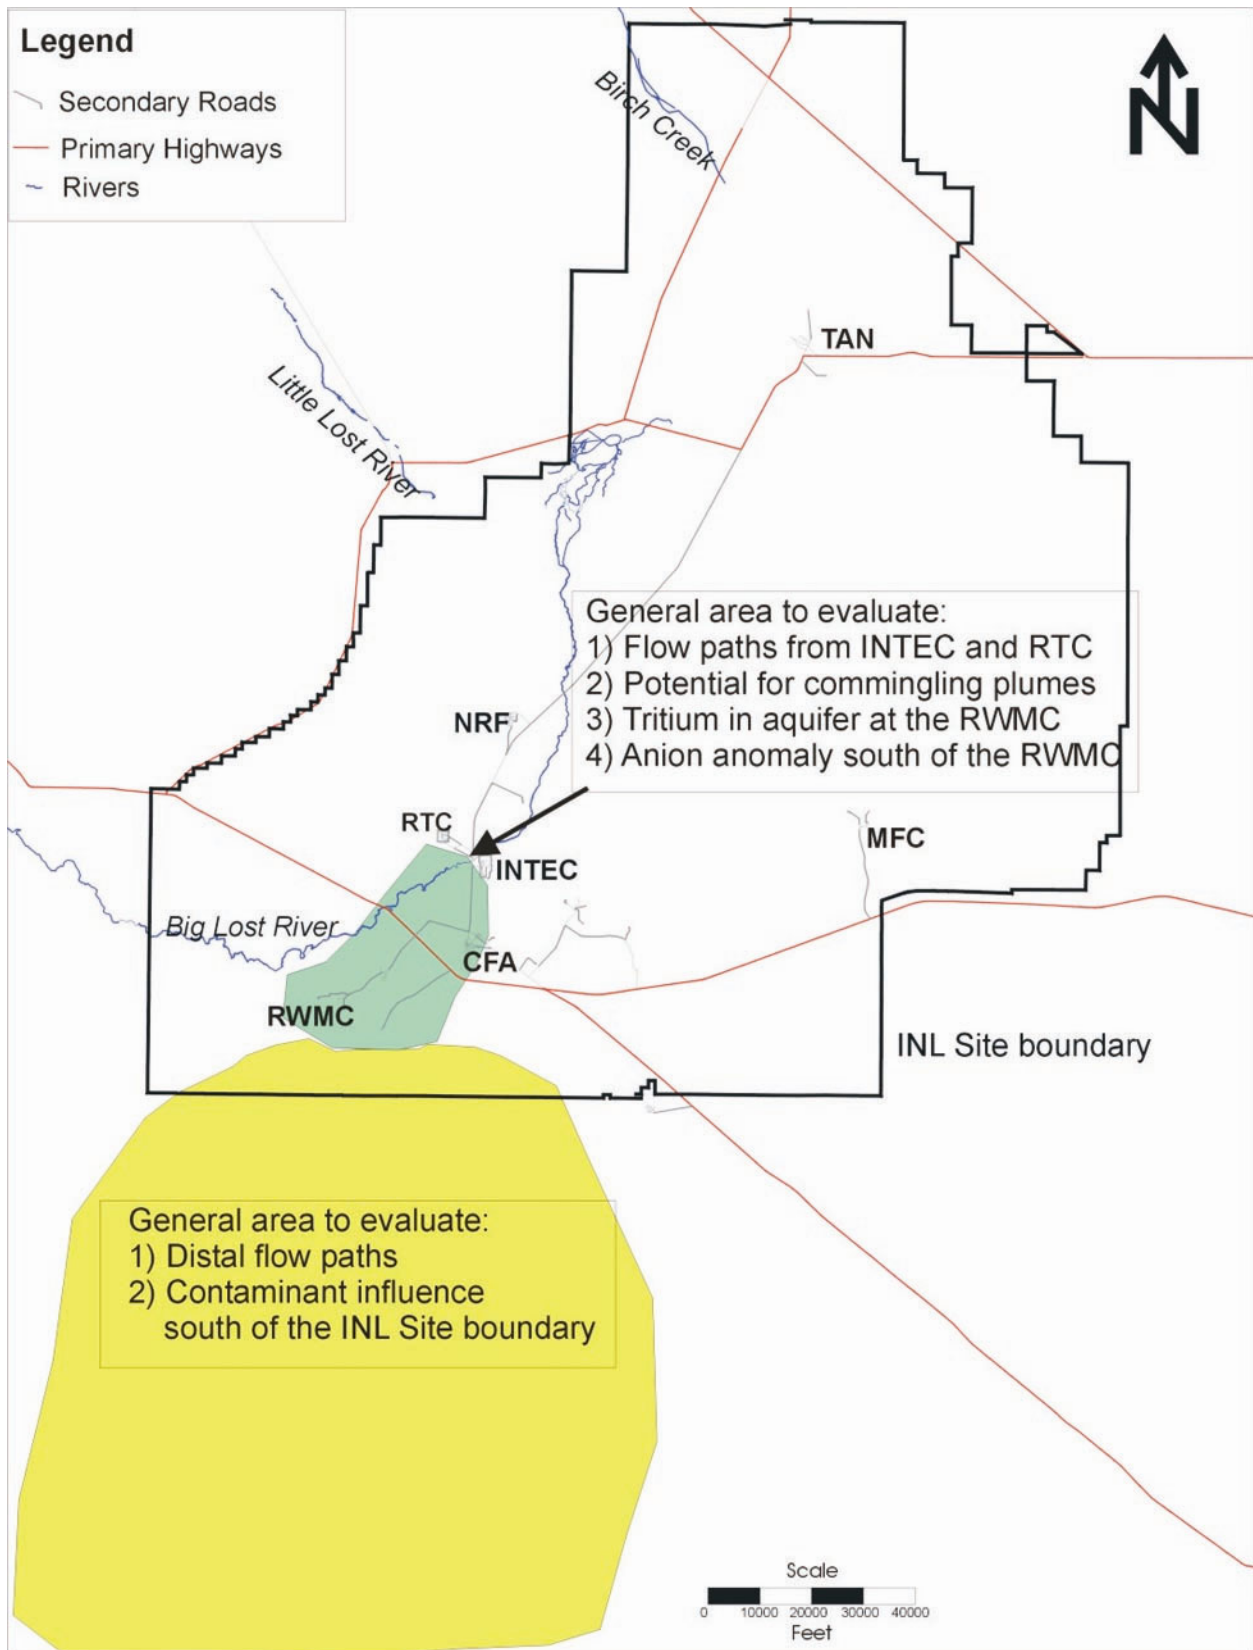 Legend
Secondary Roads
Primary Highways
Rivers
N
Birch Creek
TAN
Little Lost River
General area to evaluate:
1) Flow paths from INTEC and RTC
2) Potential for commingling plumes
3) Tritium in aquifer at the RWMC
4) Anion anomaly south of the RWMC
NRF
RTC
INTEC
MFC
Big Lost River
CFA
RWMC
INL Site boundary
General area to evaluate:
1) Distal flow paths
2) Contaminant influence
south of the INL Site boundary
Scale
0 10000 20000 30000 40000
Feet